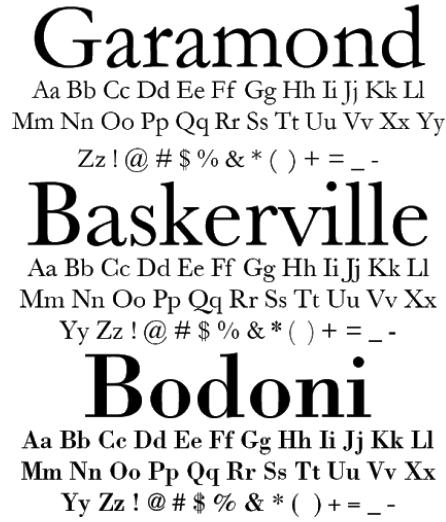 Garamond
Aa Bb Cc Dd Ee Ff Gg Hh Ii Jj Kk Ll
Mm Nn Oo Pp Qq Rr Ss Tt Uu Vv Xx Yy
Zz ! @ # $ % & * ( ) + = _ -
Baskerville
Aa Bb Cc Dd Ee Ff Gg Hh Ii Jj Kk Ll
Mm Nn Oo Pp Qq Rr Ss Tt Uu Vv Xx
Yy Zz ! @ # $ % & * ( ) + = _ -
Bodoni
Aa Bb Cc Dd Ee Ff Gg Hh Ii Jj Kk Ll
Mm Nn Oo Pp Qq Rr Ss Tt Uu Vv Xx
Yy Zz ! @ # $ % & * ( ) + = _ -